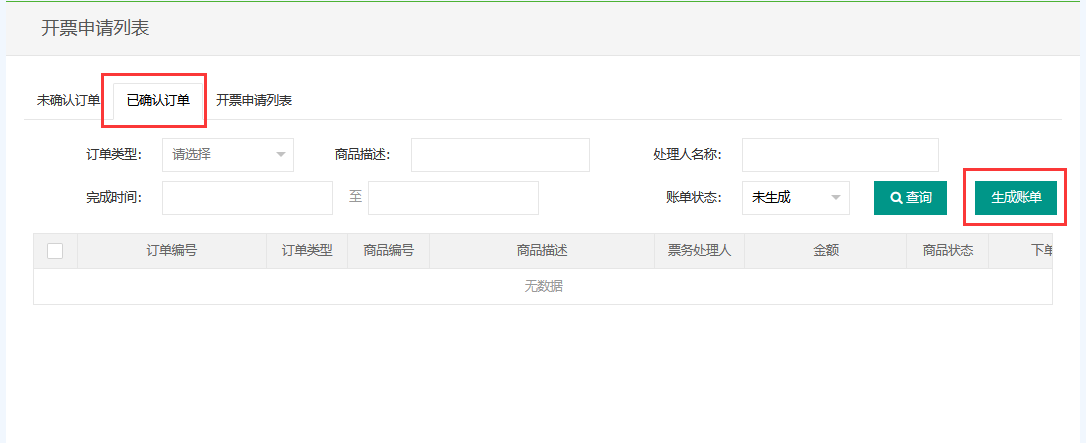 开票申请列表
未确认订单 已确认订单 开票申请列表
订单类型: 请选择 商品描述: 处理人名称:
完成时间: 至 账单状态: 未生成 查询 生成账单
订单编号 订单类型 商品编号 商品描述 票务处理人 金额 商品状态 下单
无数据